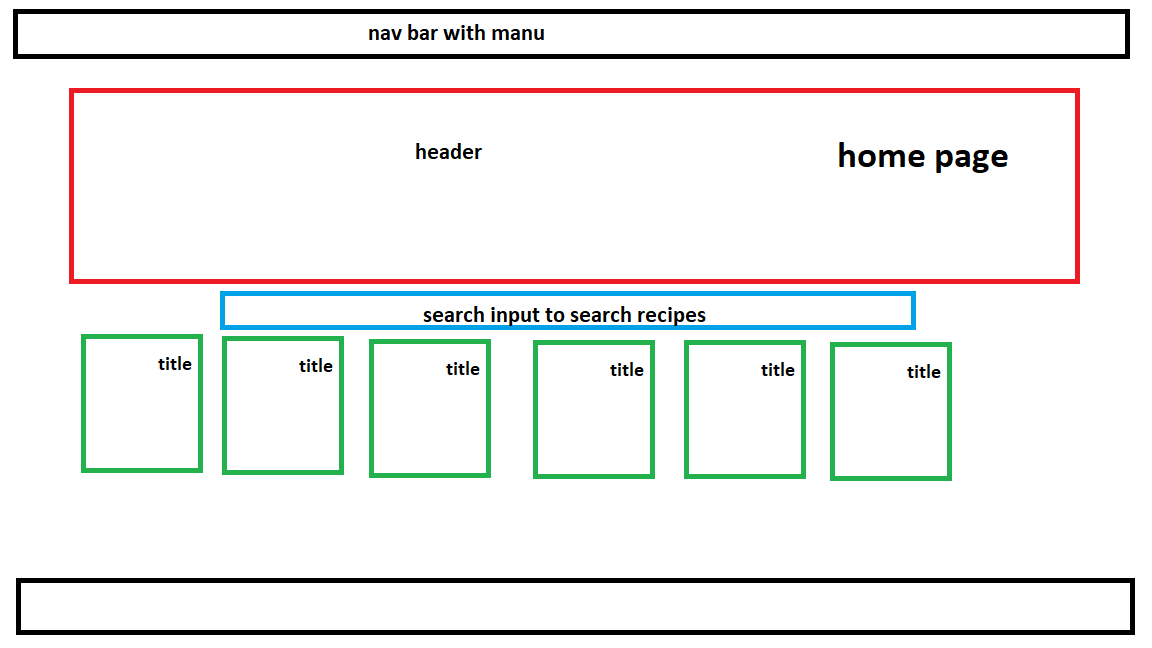 nav bar with manu
header
home page
search input to search recipes
title
title
title
title
title
title